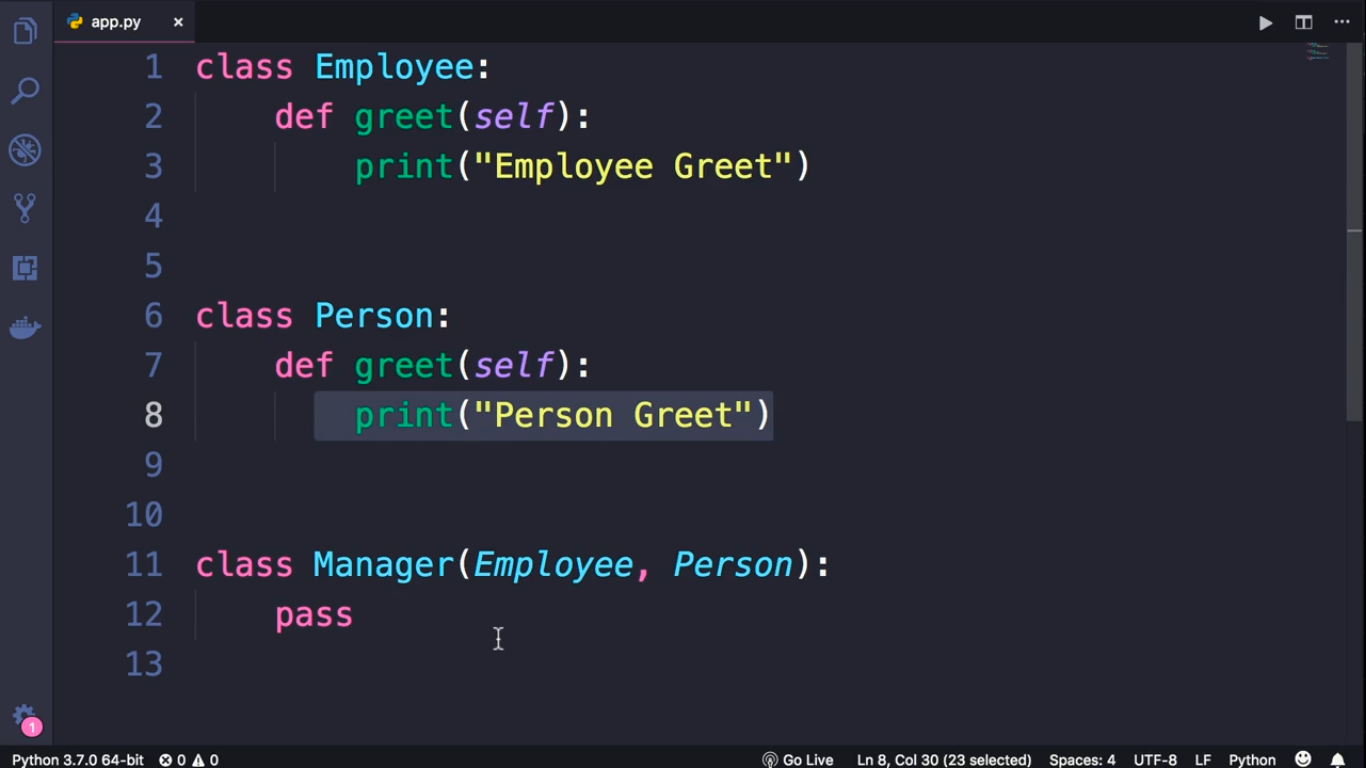 app.py ×
1 class Employee:
2     def greet(self):
3         print("Employee Greet")
4
5
6 class Person:
7     def greet(self):
8         print("Person Greet")
9
10
11 class Manager(Employee, Person):
12     pass
13
1
Python 3.7.0 64-bit 0 0 Go Live Ln 8, Col 30 (23 selected) Spaces: 4 UTF-8 LF Python